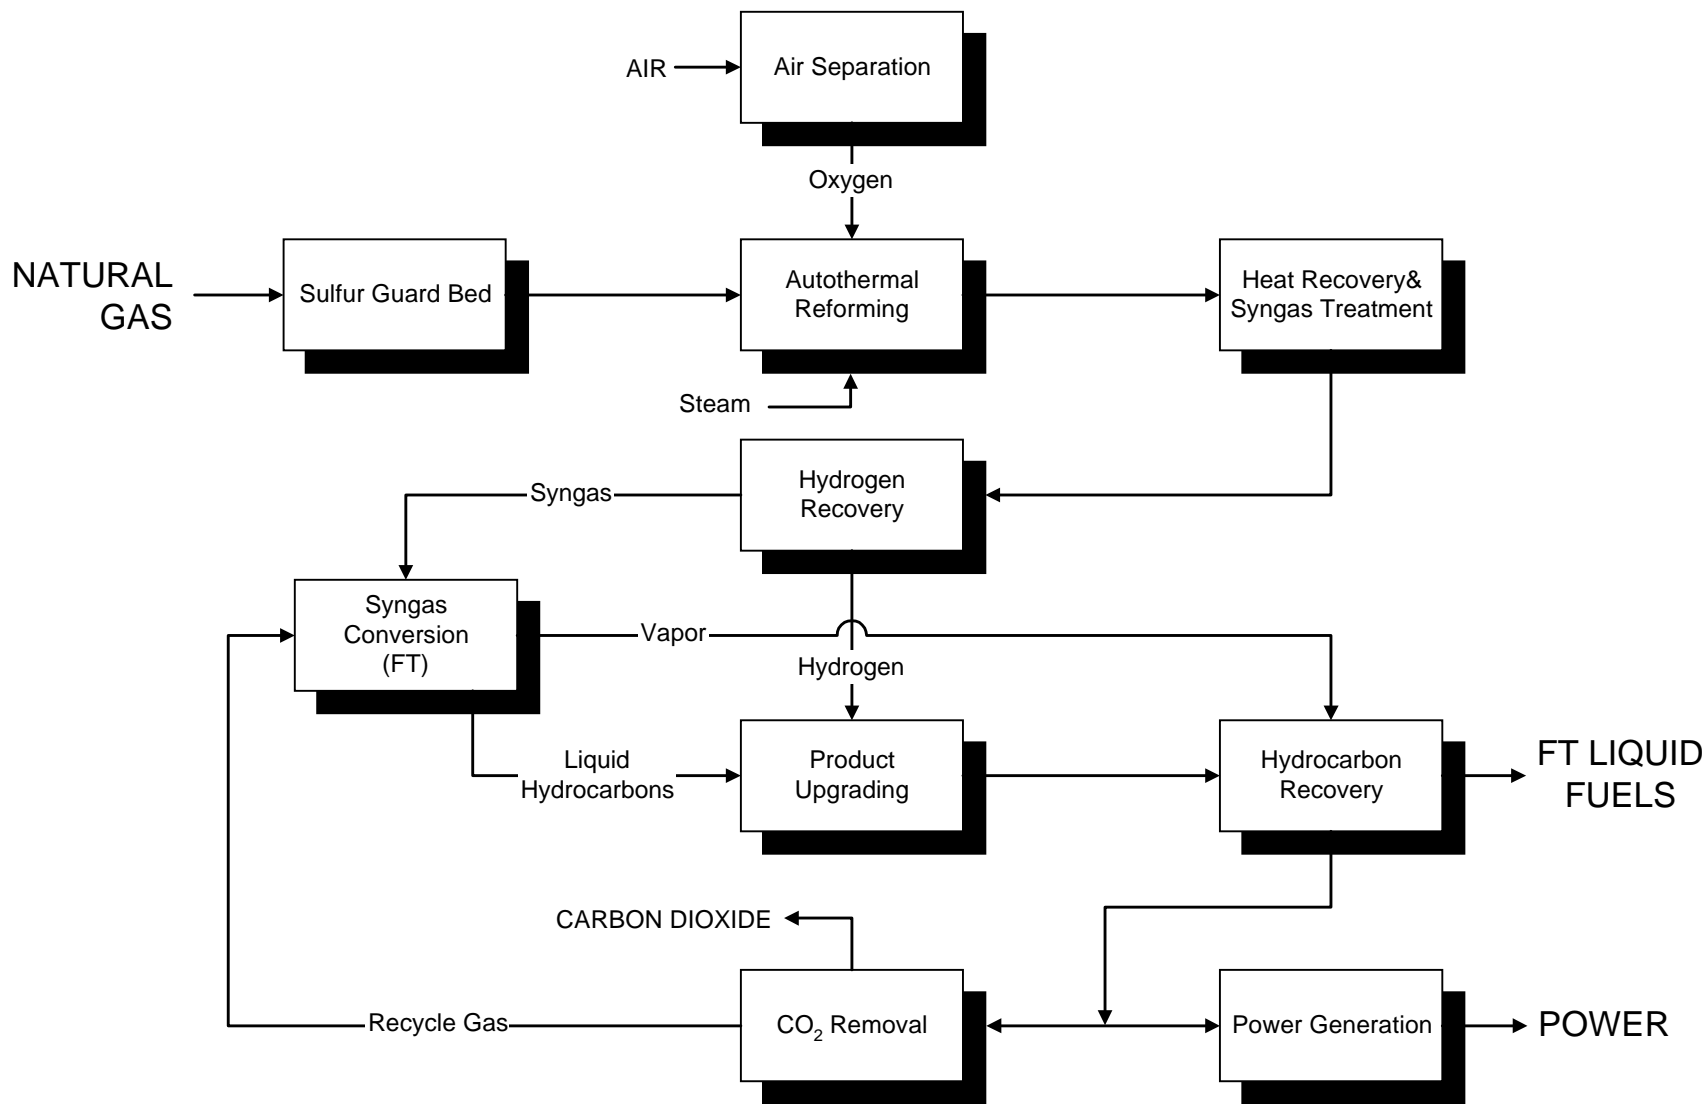 AIR
Air Separation
Oxygen
NATURAL
GAS
Sulfur Guard Bed
Autothermal
Reforming
Heat Recovery&
Syngas Treatment
Steam
Syngas
Hydrogen
Recovery
Syngas
Conversion
(FT)
Vapor
Hydrogen
Liquid
Hydrocarbons
Product
Upgrading
Hydrocarbon
Recovery
FT LIQUID
FUELS
CARBON DIOXIDE
Recycle Gas
CO₂ Removal
Power Generation
POWER